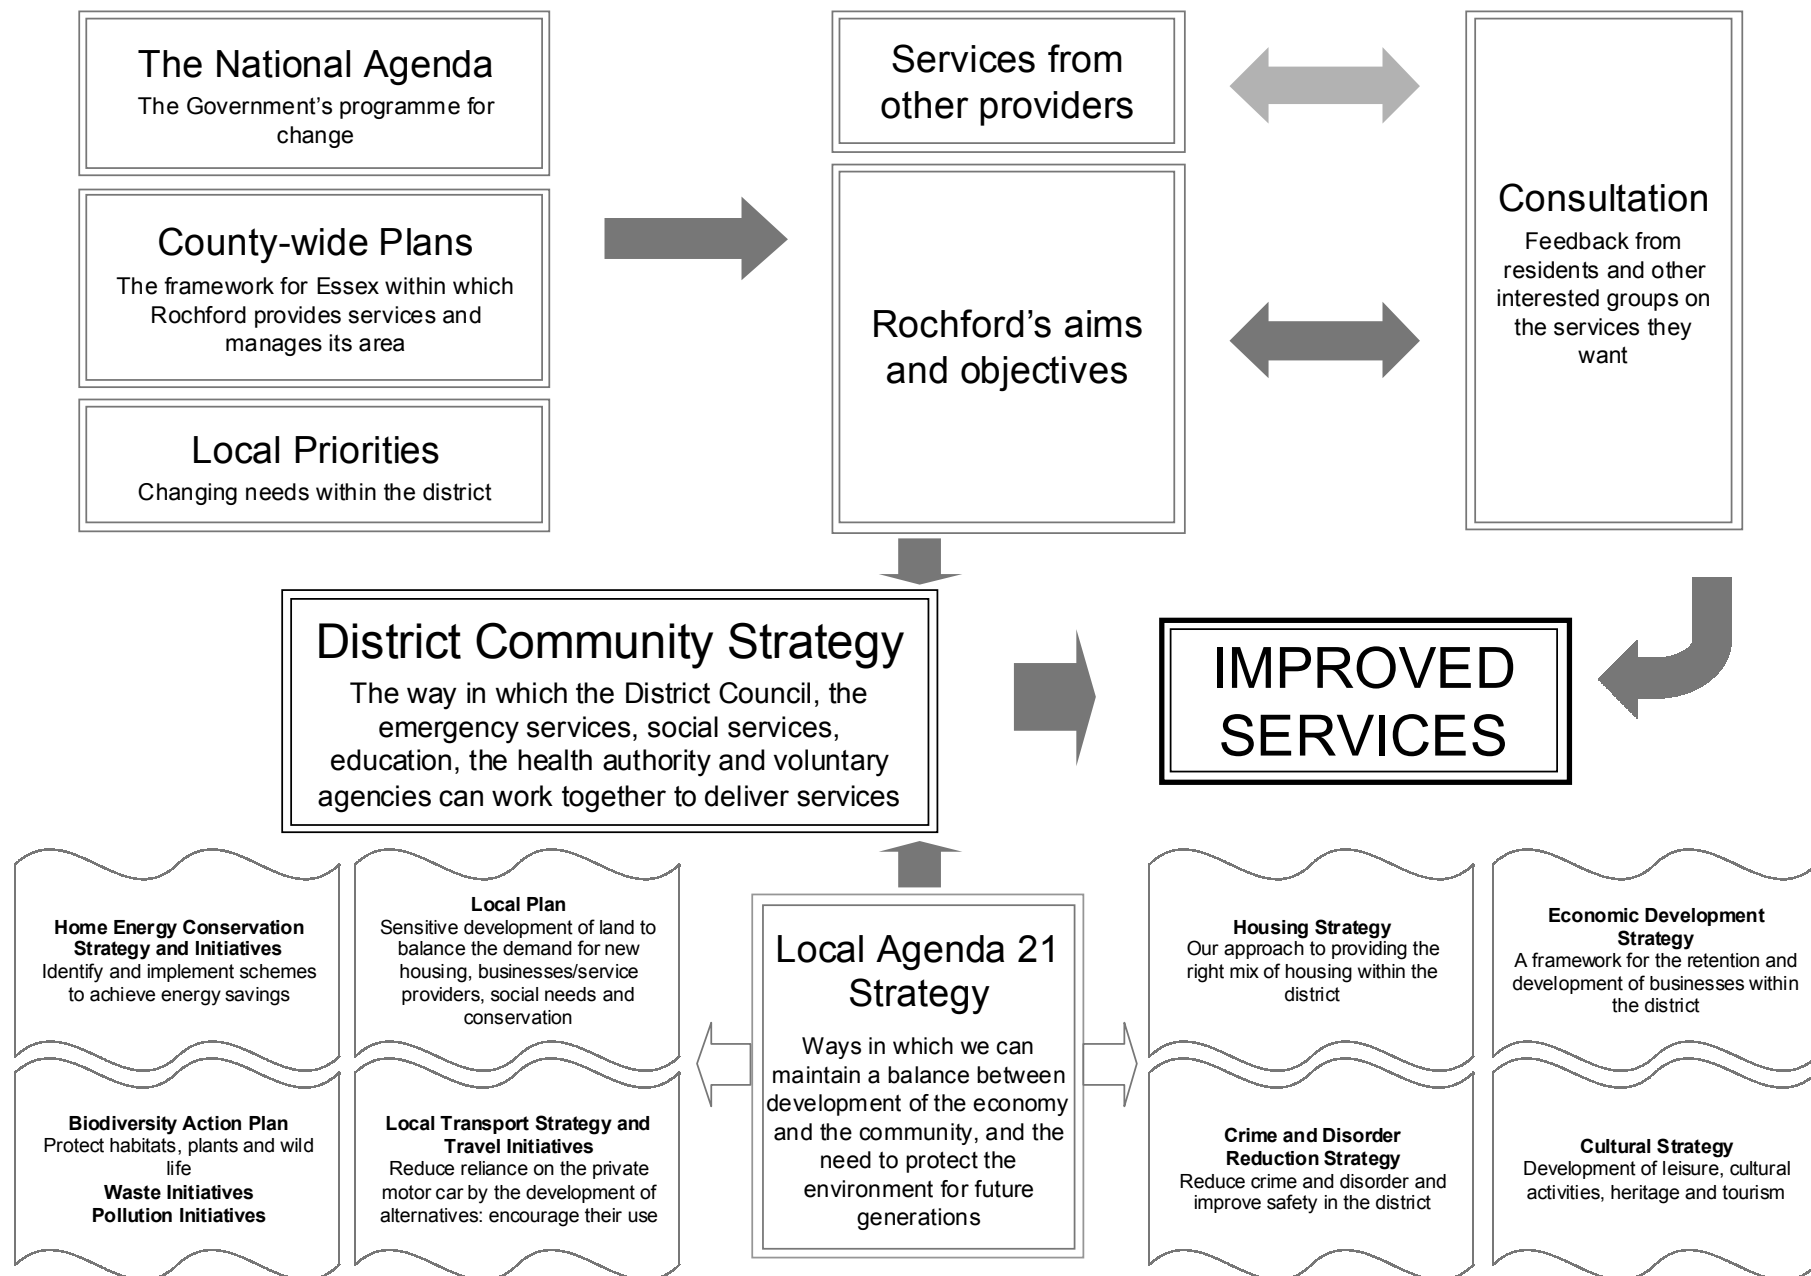 The National Agenda
The Government's programme for
change
County-wide Plans
The framework for Essex within which
Rochford provides services and
manages its area
Local Priorities
Changing needs within the district
Services from
other providers
Rochford's aims
and objectives
Consultation
Feedback from
residents and other
interested groups on
the services they
want
District Community Strategy
The way in which the District Council, the
emergency services, social services,
education, the health authority and voluntary
agencies can work together to deliver services
IMPROVED
SERVICES
Home Energy Conservation
Strategy and Initiatives
Identify and implement schemes
to achieve energy savings
Local Plan
Sensitive development of land to
balance the demand for new
housing, businesses/service
providers, social needs and
conservation
Biodiversity Action Plan
Protect habitats, plants and wild
life
Waste Initiatives
Pollution Initiatives
Local Transport Strategy and
Travel Initiatives
Reduce reliance on the private
motor car by the development of
alternatives: encourage their use
Local Agenda 21
Strategy
Ways in which we can
maintain a balance between
development of the economy
and the community, and the
need to protect the
environment for future
generations
Housing Strategy
Our approach to providing the
right mix of housing within the
district
Economic Development
Strategy
A framework for the retention and
development of businesses within
the district
Crime and Disorder
Reduction Strategy
Reduce crime and disorder and
improve safety in the district
Cultural Strategy
Development of leisure, cultural
activities, heritage and tourism